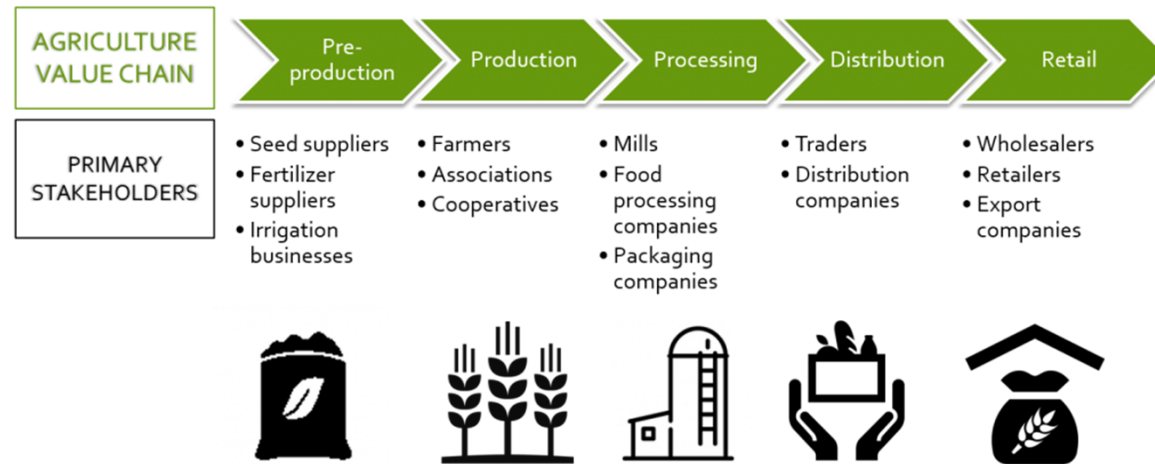 AGRICULTURE
VALUE CHAIN
Pre-
production
Production
Processing
Distribution
Retail
PRIMARY
STAKEHOLDERS
• Seed suppliers
• Fertilizer
suppliers
• Irrigation
businesses
• Farmers
• Associations
• Cooperatives
• Mills
• Food
processing
companies
• Packaging
companies
• Traders
• Distribution
companies
• Wholesalers
• Retailers
• Export
companies